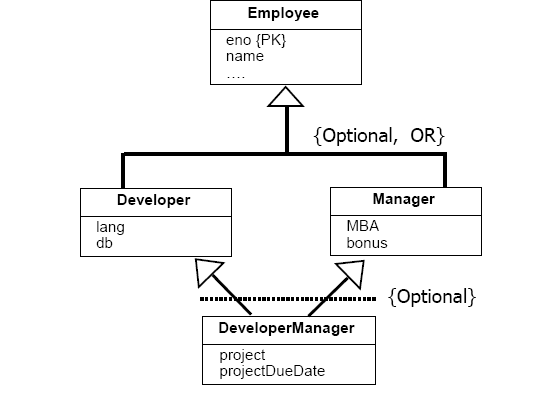 Employee
eno {PK}
name
....
{Optional, OR}
Developer
lang
db
Manager
MBA
bonus
{Optional}
DeveloperManager
project
projectDueDate